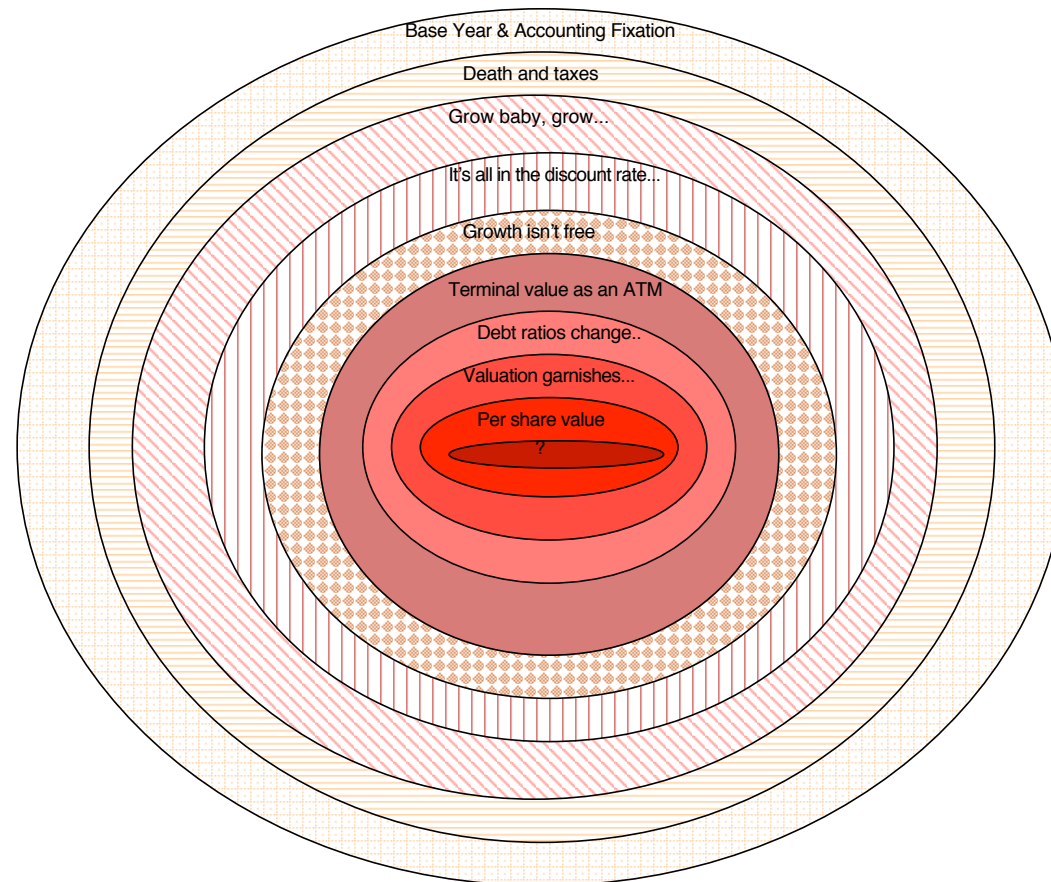 Base Year & Accounting Fixation
Death and taxes
Grow baby, grow...
It's all in the discount rate...
Growth isn't free
Terminal value as an ATM
Debt ratios change..
Valuation garnishes...
Per share value
?